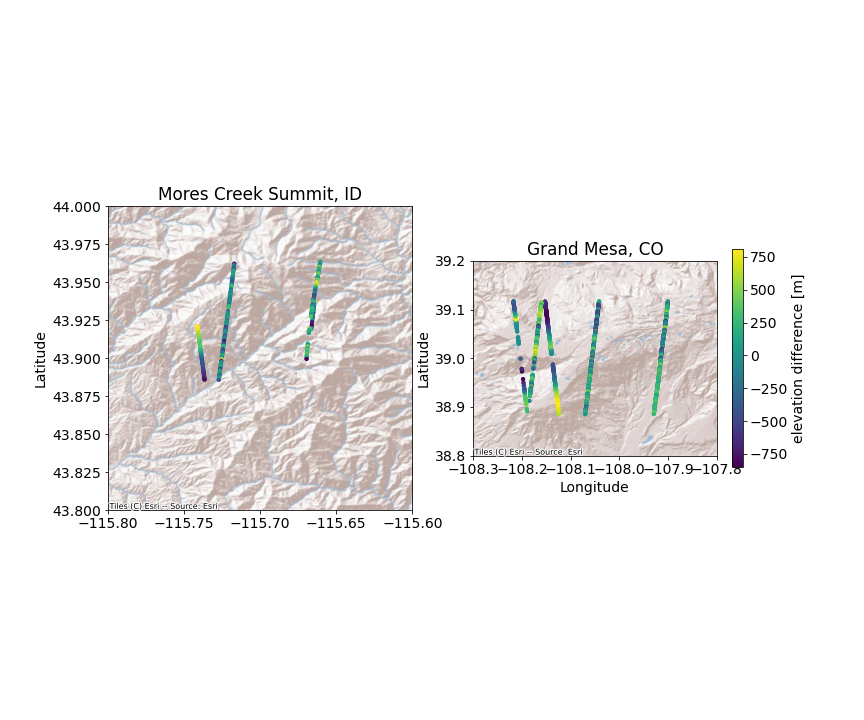 Mores Creek Summit, ID
44.000
43.975
43.950
43.925
43.900
43.875
43.850
43.825
43.800
Latitude
Tiles (C) Esri -- Source: Esri
−115.80 −115.75 −115.70 −115.65 −115.60
Grand Mesa, CO
39.2
39.1
39.0
38.9
38.8
Latitude
Tiles (C) Esri -- Source: Esri
−108.3 −108.2 −108.1 −108.0 −107.9 −107.8
Longitude
750
500
250
0
−250
−500
−750
elevation difference [m]